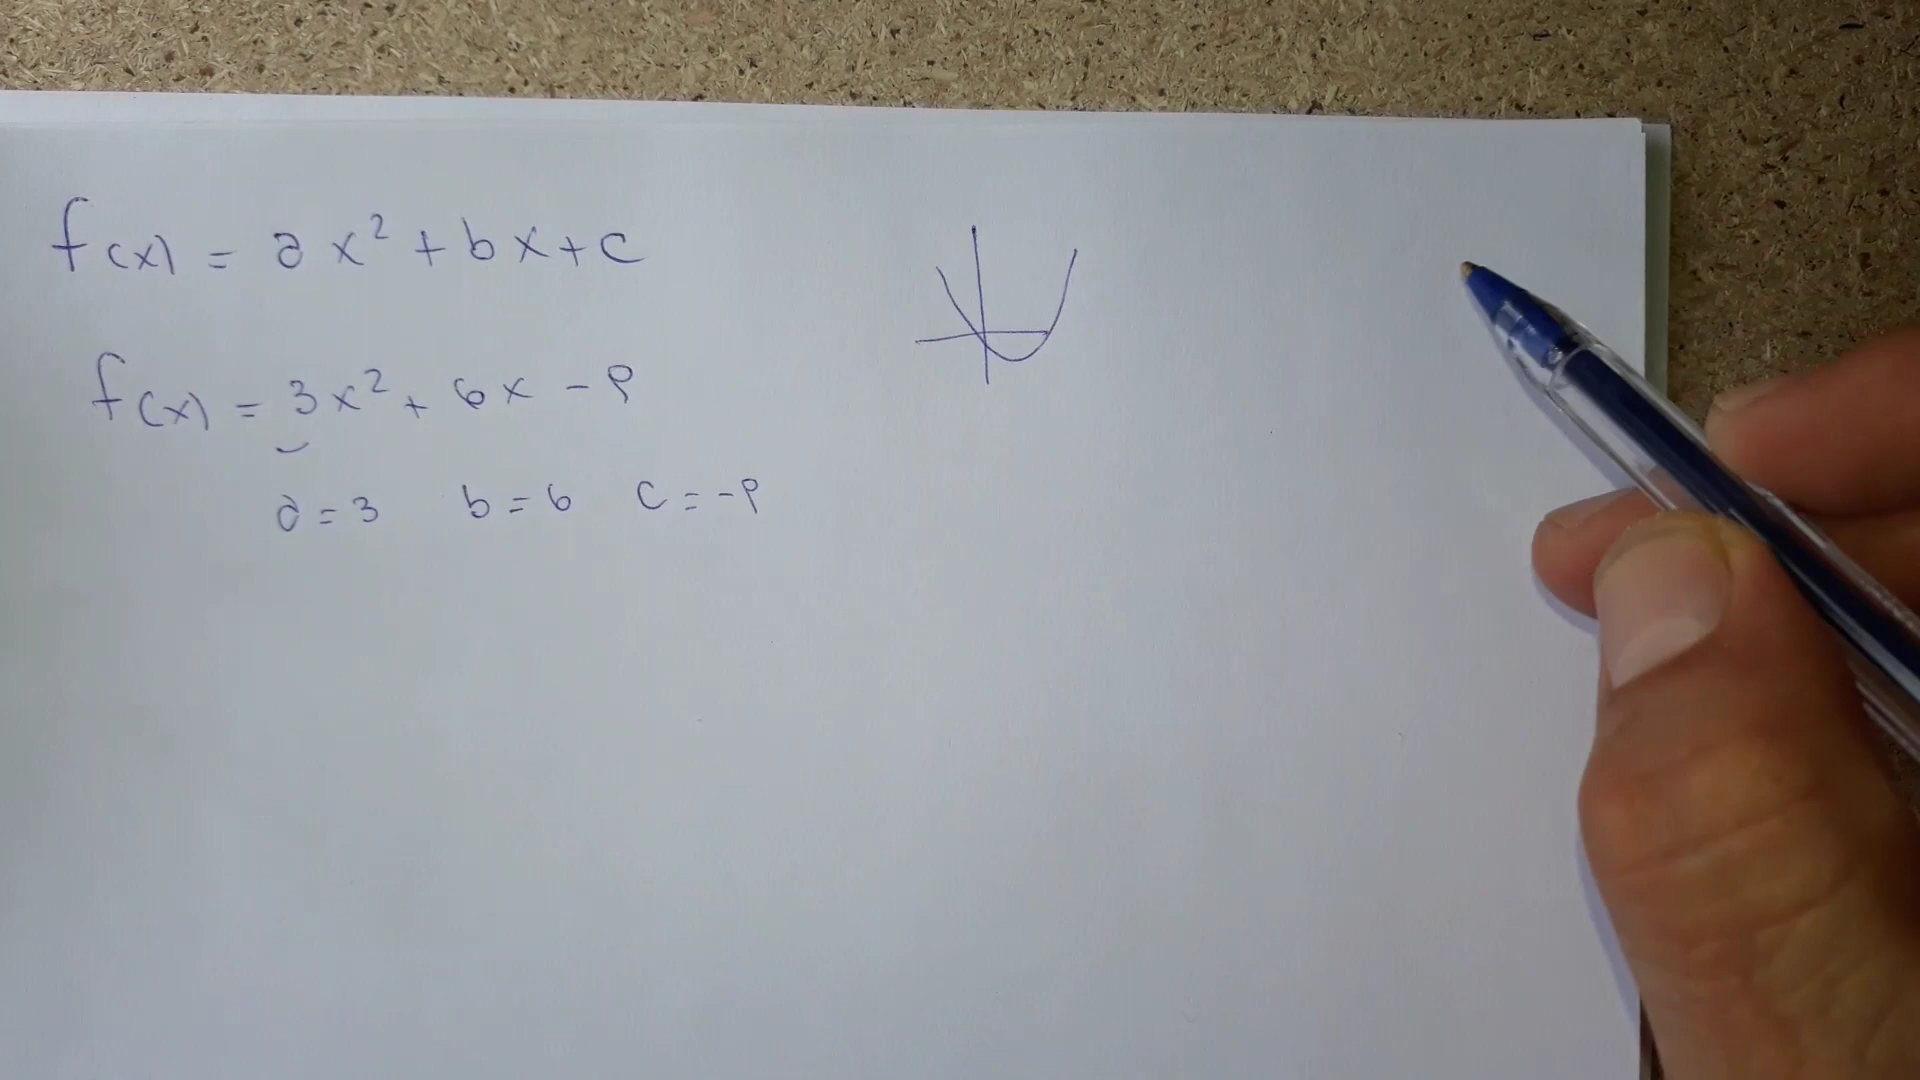 f(x) = ax² + bx + c
f(x) = 3x² + 6x - 9
a = 3 b = 6 c = -9